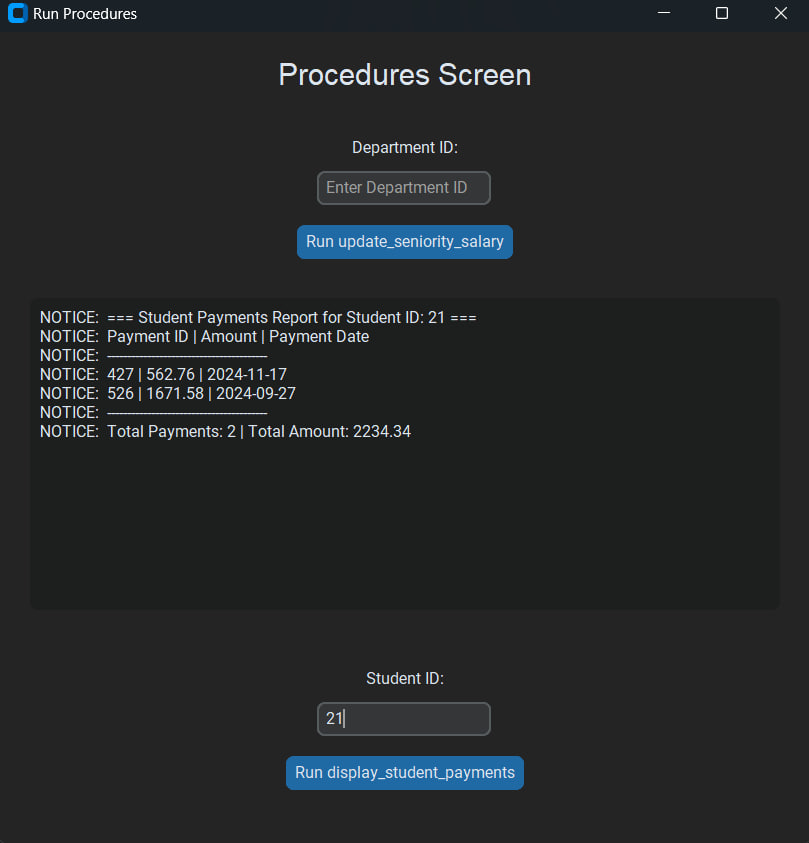 Run Procedures
Procedures Screen
Department ID:
Enter Department ID
Run update_seniority_salary
NOTICE:  === Student Payments Report for Student ID: 21 ===
NOTICE:  Payment ID | Amount | Payment Date
NOTICE:  ----------------------------------------
NOTICE:  427 | 562.76 | 2024-11-17
NOTICE:  526 | 1671.58 | 2024-09-27
NOTICE:  ----------------------------------------
NOTICE:  Total Payments: 2 | Total Amount: 2234.34
Student ID:
21
Run display_student_payments